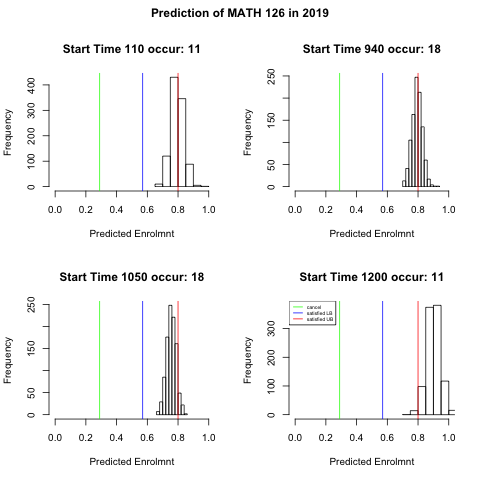 Prediction of MATH 126 in 2019
Start Time 110 occur: 11
Frequency
0 100 200 300 400
0.0 0.2 0.4 0.6 0.8 1.0
Predicted Enrolmnt
Start Time 940 occur: 18
Frequency
0 50 150 250
0.0 0.2 0.4 0.6 0.8 1.0
Predicted Enrolmnt
Start Time 1050 occur: 18
Frequency
0 50 150 250
0.0 0.2 0.4 0.6 0.8 1.0
Predicted Enrolmnt
Start Time 1200 occur: 11
cancel
satisfied LB
satisfied UB
Frequency
0 100 200 300
0.0 0.2 0.4 0.6 0.8 1.0
Predicted Enrolmnt